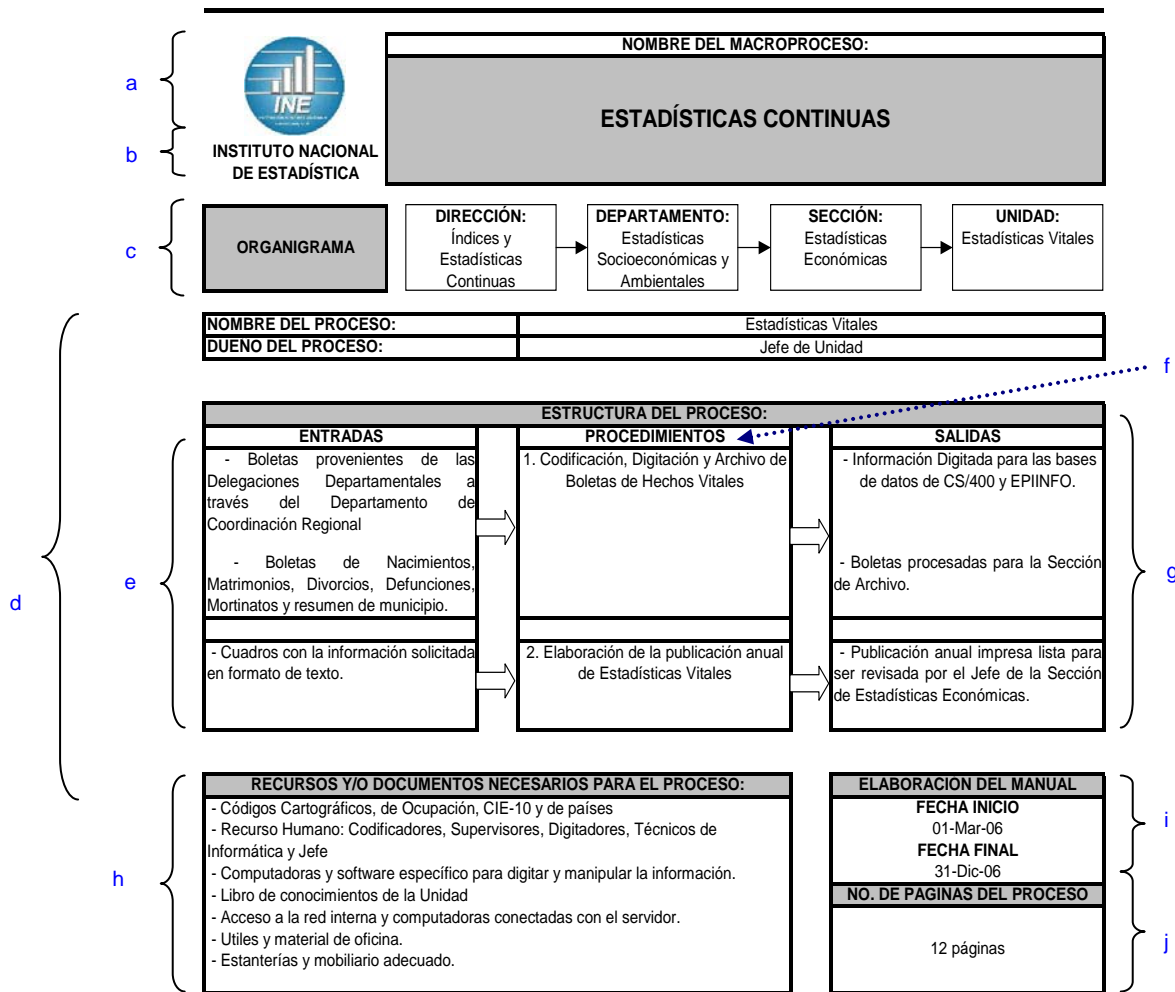 NOMBRE DEL MACROPROCESO:
a
INE
ESTADÍSTICAS CONTINUAS
b
INSTITUTO NACIONAL
DE ESTADÍSTICA
c
ORGANIGRAMA
DIRECCIÓN:
Índices y
Estadísticas
Continuas
DEPARTAMENTO:
Estadísticas
Socioeconómicas y
Ambientales
SECCIÓN:
Estadísticas
Económicas
UNIDAD:
Estadísticas Vitales
d
NOMBRE DEL PROCESO:
Estadísticas Vitales
DUENO DEL PROCESO:
Jefe de Unidad
f
ESTRUCTURA DEL PROCESO:
ENTRADAS
PROCEDIMIENTOS
SALIDAS
e
- Boletas provenientes de las
Delegaciones Departamentales a
través del Departamento de
Coordinación Regional
- Boletas de Nacimientos,
Matrimonios, Divorcios, Defunciones,
Mortinatos y resumen de municipio.
1. Codificación, Digitación y Archivo de
Boletas de Hechos Vitales
- Información Digitada para las bases
de datos de CS/400 y EPIINFO.
- Boletas procesadas para la Sección
de Archivo.
g
- Cuadros con la información solicitada
en formato de texto.
2. Elaboración de la publicación anual
de Estadísticas Vitales
- Publicación anual impresa lista para
ser revisada por el Jefe de la Sección
de Estadísticas Económicas.
h
RECURSOS Y/O DOCUMENTOS NECESARIOS PARA EL PROCESO:
- Códigos Cartográficos, de Ocupación, CIE-10 y de países
- Recurso Humano: Codificadores, Supervisores, Digitadores, Técnicos de
Informática y Jefe
- Computadoras y software específico para digitar y manipular la información.
- Libro de conocimientos de la Unidad
- Acceso a la red interna y computadoras conectadas con el servidor.
- Utiles y material de oficina.
- Estanterías y mobiliario adecuado.
ELABORACION DEL MANUAL
FECHA INICIO
01-Mar-06
FECHA FINAL
31-Dic-06
i
NO. DE PAGINAS DEL PROCESO
12 páginas
j